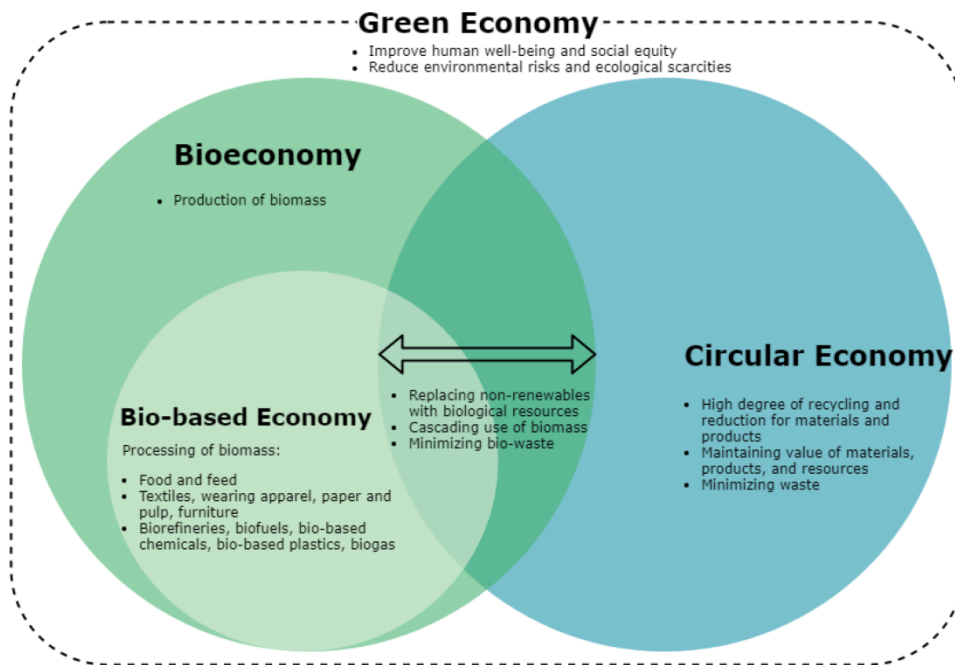 Green Economy
• Improve human well-being and social equity
• Reduce environmental risks and ecological scarcities
Bioeconomy
• Production of biomass
Bio-based Economy
Processing of biomass:
• Food and feed
• Textiles, wearing apparel, paper and
pulp, furniture
• Biorefineries, biofuels, bio-based
chemicals, bio-based plastics, biogas
• Replacing non-renewables
with biological resources
• Cascading use of biomass
• Minimizing bio-waste
Circular Economy
• High degree of recycling and
reduction for materials and
products
• Maintaining value of materials,
products, and resources
• Minimizing waste